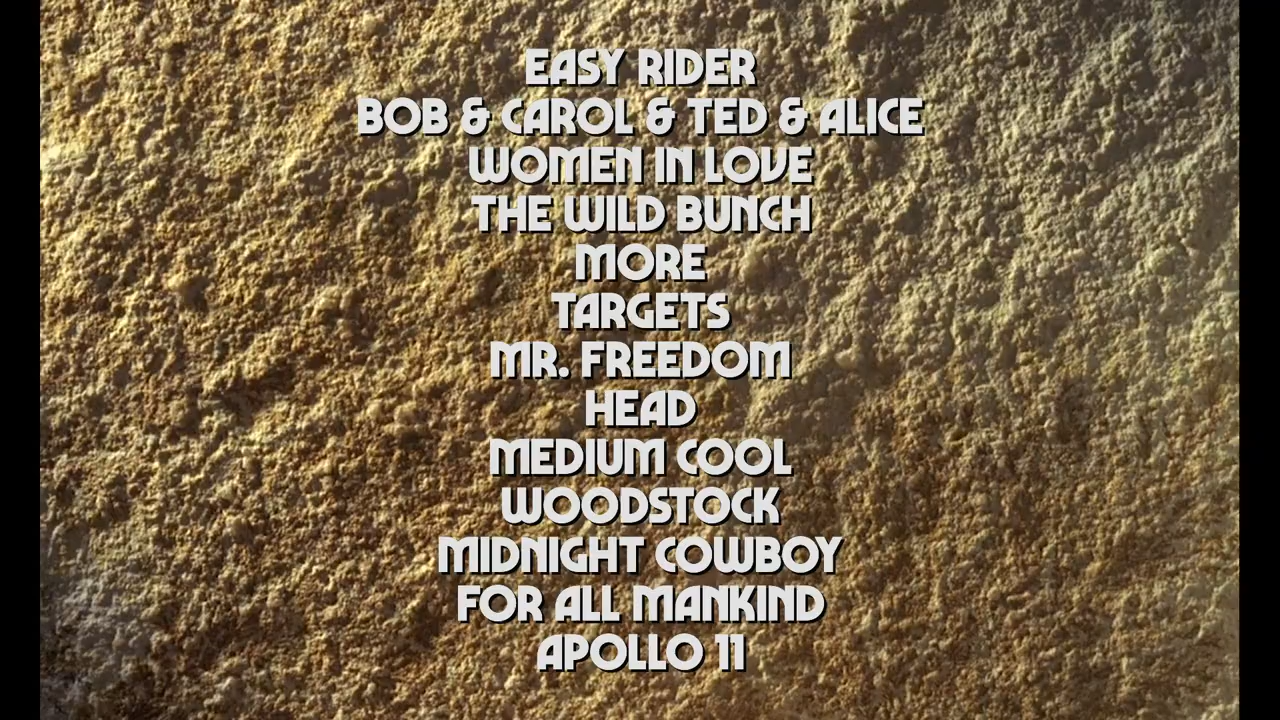 EASY RIDER
BOB & CAROL & TED & ALICE
WOMEN IN LOVE
THE WILD BUNCH
MORE
TARGETS
MR. FREEDOM
HEAD
MEDIUM COOL
WOODSTOCK
MIDNIGHT COWBOY
FOR ALL MANKIND
APOLLO 11